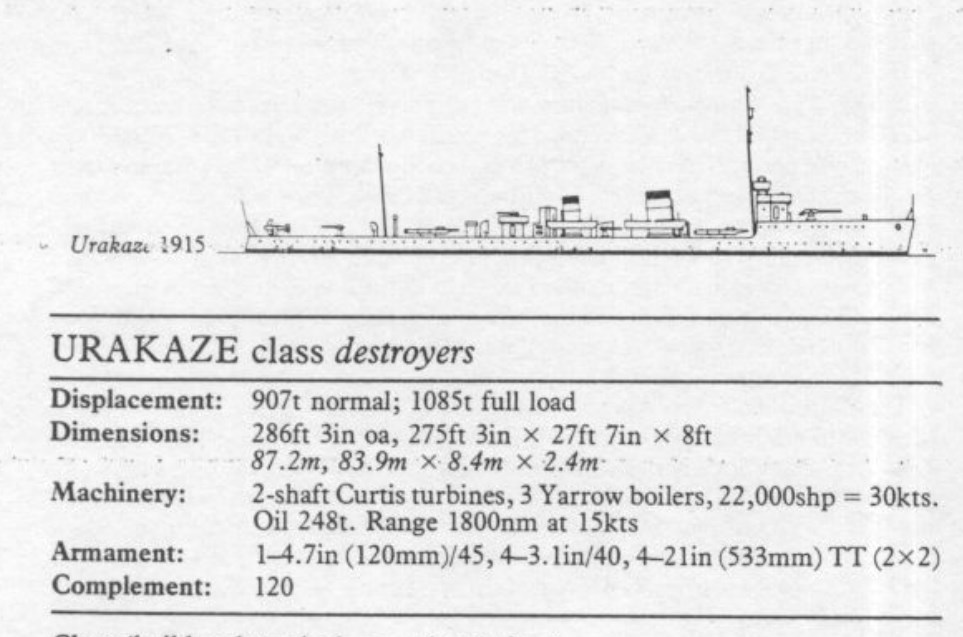 Urakaze 1915
URAKAZE class destroyers
Displacement: 907t normal; 1085t full load
Dimensions: 286ft 3in oa, 275ft 3in × 27ft 7in × 8ft
87.2m, 83.9m × 8.4m × 2.4m
Machinery: 2-shaft Curtis turbines, 3 Yarrow boilers, 22,000shp = 30kts.
Oil 248t. Range 1800nm at 15kts
Armament: 1–4.7in (120mm)/45, 4–3.1in/40, 4–21in (533mm) TT (2×2)
Complement: 120